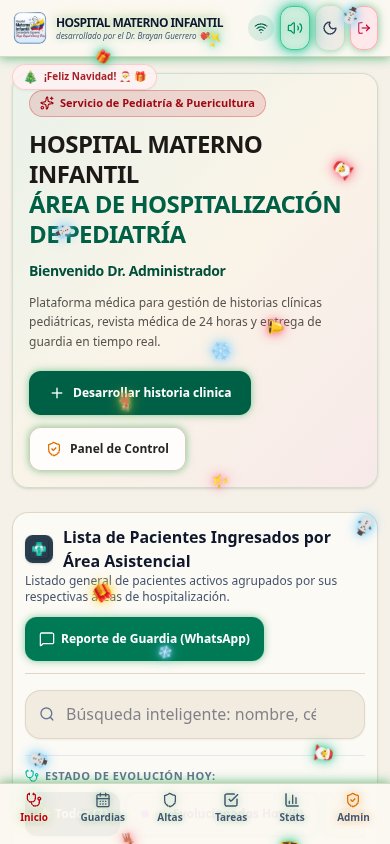 HOSPITAL MATERNO INFANTIL
desarrollado por el Dr. Brayan Guerrero
¡Feliz Navidad!
Servicio de Pediatría & Puericultura
HOSPITAL MATERNO
INFANTIL
ÁREA DE HOSPITALIZACIÓN
DE PEDIATRÍA
Bienvenido Dr. Administrador
Plataforma médica para gestión de historias clínicas
pediátricas, revista médica de 24 horas y entrega de
guardia en tiempo real.
Desarrollar historia clinica
Panel de Control
Lista de Pacientes Ingresados por
Área Asistencial
Listado general de pacientes activos agrupados por sus
respectivas áreas de hospitalización.
Reporte de Guardia (WhatsApp)
Búsqueda inteligente: nombre, cé
ESTADO DE EVOLUCIÓN HOY:
Inicio Guardias Altas Tareas Stats Admin